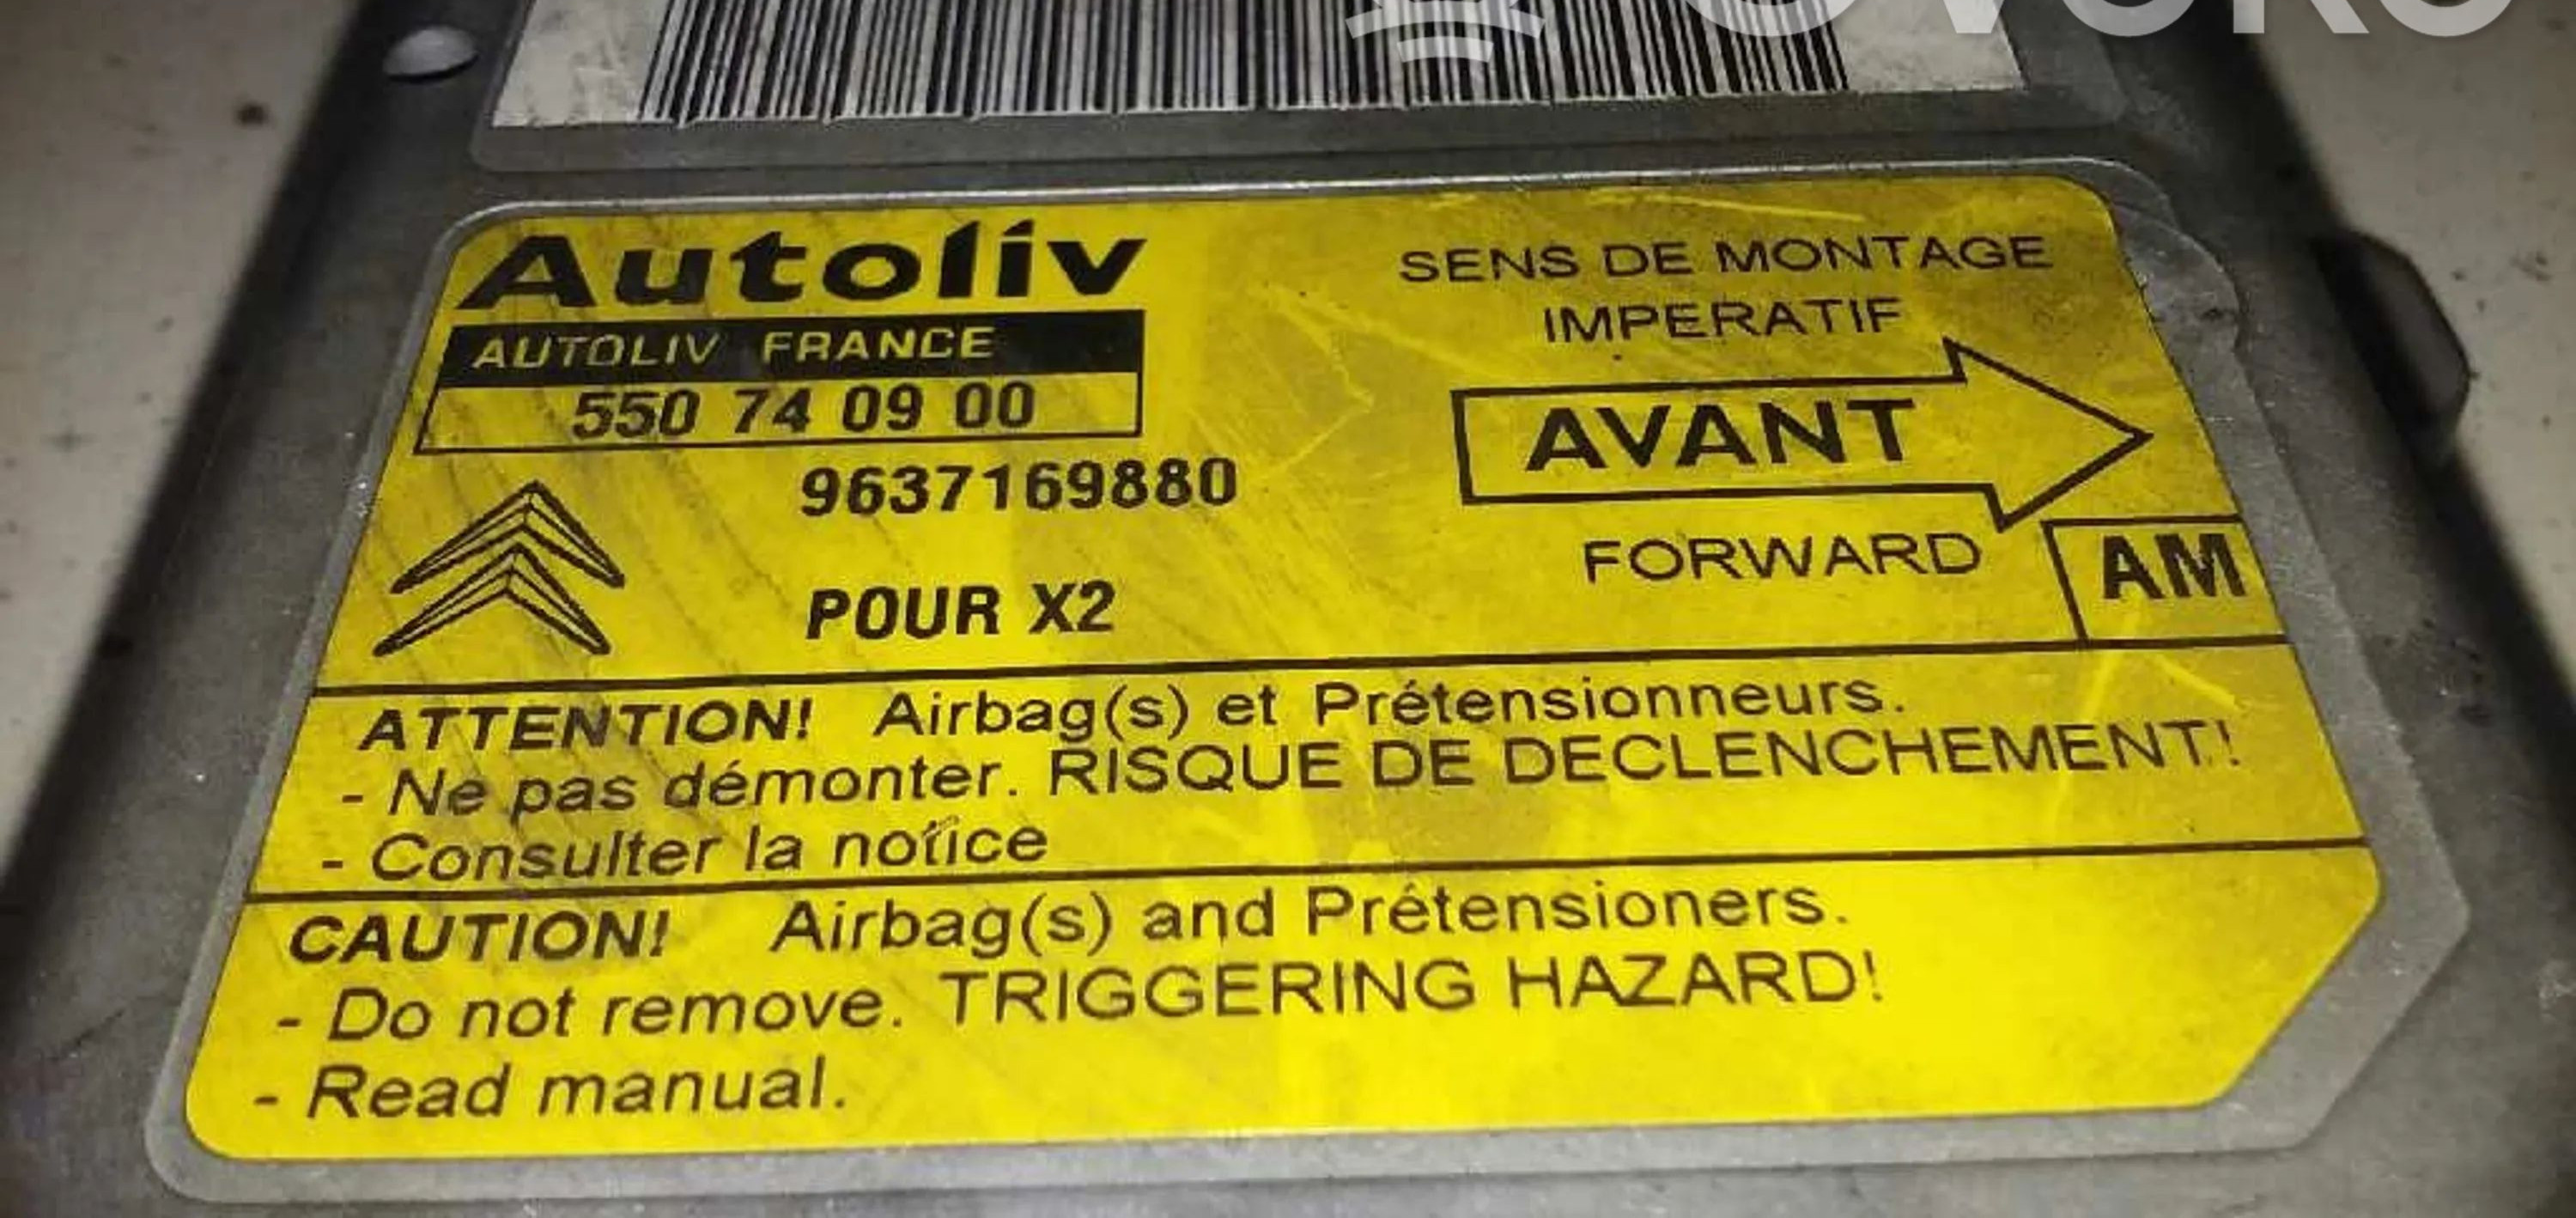 Autoliv
AUTOLIV FRANCE
550 74 09 00
9637169880
POUR X2
SENS DE MONTAGE
IMPERATIF
AVANT
FORWARD
AM
ATTENTION! Airbag(s) et Prétensionneurs.
- Ne pas démonter. RISQUE DE DECLENCHEMENT!
- Consulter la notice
CAUTION! Airbag(s) and Prétensioners.
- Do not remove. TRIGGERING HAZARD!
- Read manual.